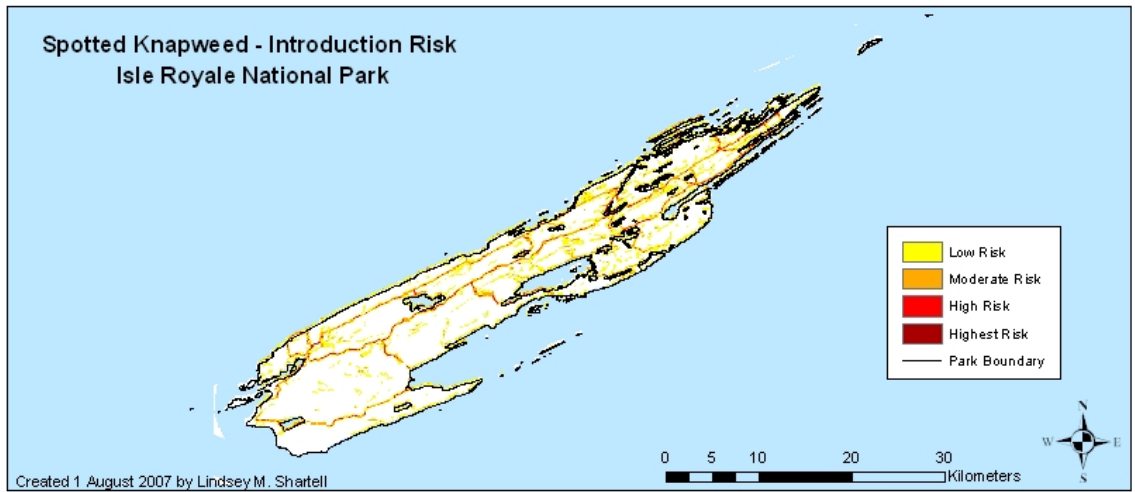 Spotted Knapweed - Introduction Risk
Isle Royale National Park
Low Risk
Moderate Risk
High Risk
Highest Risk
Park Boundary
N
W E
S
0 5 10 20 30
Kilometers
Created 1 August 2007 by Lindsey M. Shartell